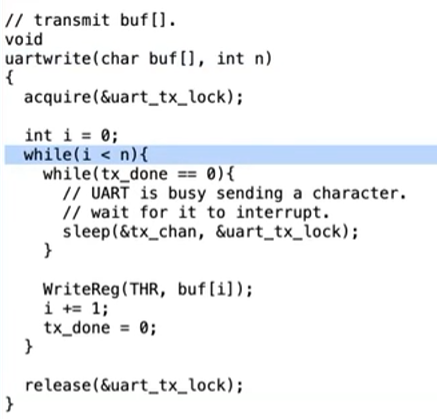 // transmit buf[].
void
uartwrite(char buf[], int n)
{
  acquire(&uart_tx_lock);

  int i = 0;
  while(i < n){
    while(tx_done == 0){
      // UART is busy sending a character.
      // wait for it to interrupt.
      sleep(&tx_chan, &uart_tx_lock);
    }

    WriteReg(THR, buf[i]);
    i += 1;
    tx_done = 0;
  }

  release(&uart_tx_lock);
}